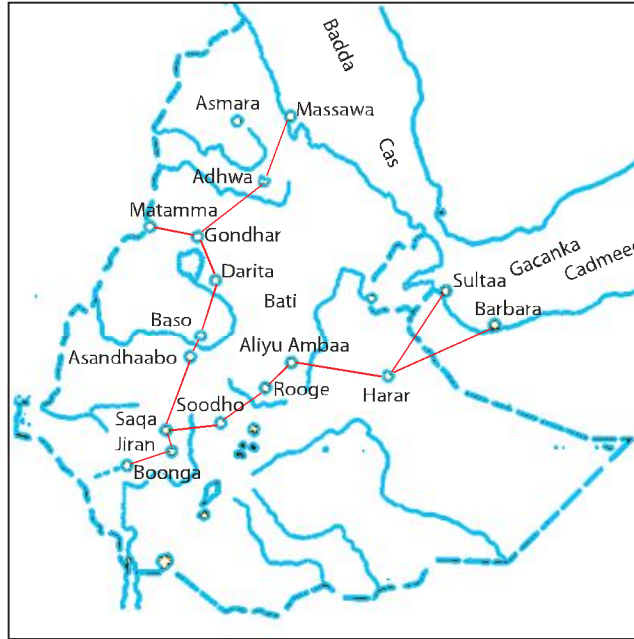 Badda
Cas
Asmara
Massawa
Adhwa
Matamma
Gondhar
Darita
Bati
Sultaa
Gacanka
Cadmeed
Barbara
Baso
Asandhaabo
Aliyu Ambaa
Rooge
Harar
Soodho
Saqa
Jiran
Boonga